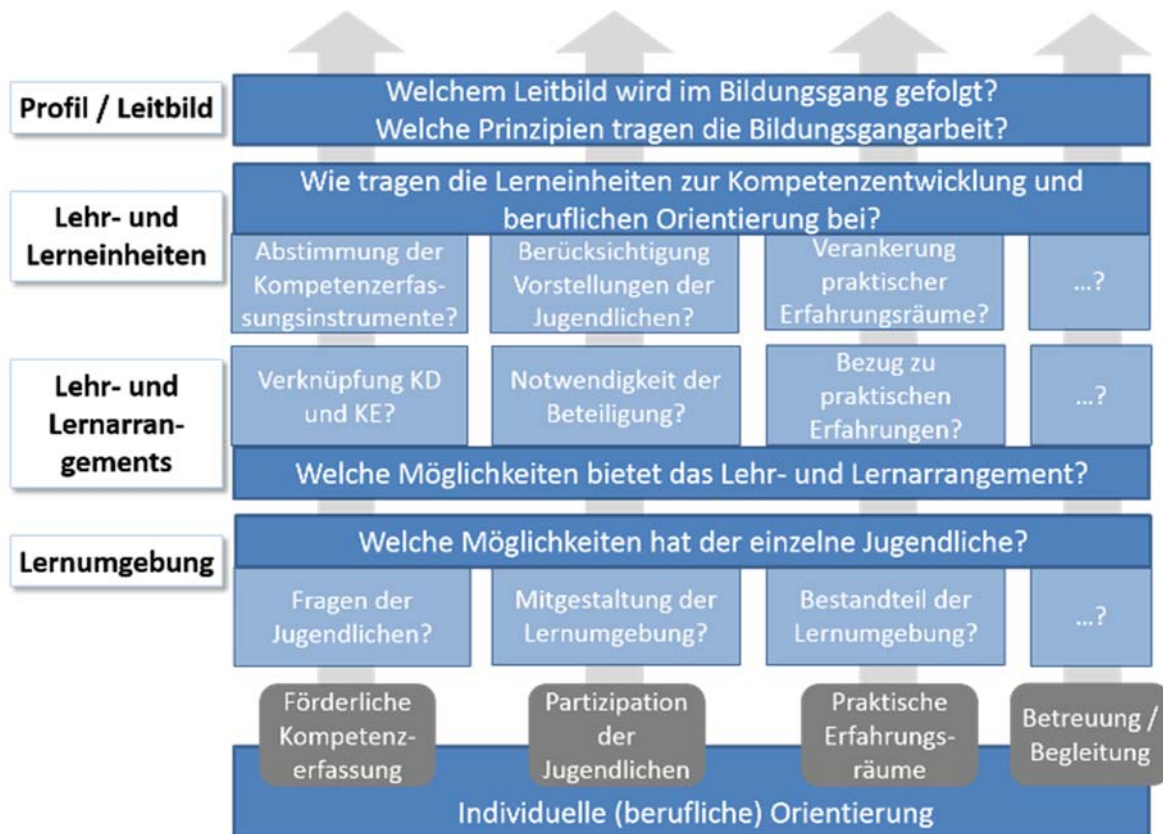 Profil / Leitbild
Welchem Leitbild wird im Bildungsgang gefolgt?
Welche Prinzipien tragen die Bildungsgangarbeit?
Lehr- und
Lerneinheiten
Wie tragen die Lerneinheiten zur Kompetenzentwicklung und
beruflichen Orientierung bei?
Abstimmung der
Kompetenzerfas-
sungsinstrumente?
Berücksichtigung
Vorstellungen der
Jugendlichen?
Verankerung
praktischer
Erfahrungsräume?
...?
Lehr- und
Lernarran-
gements
Verknüpfung KD
und KE?
Notwendigkeit der
Beteiligung?
Bezug zu
praktischen
Erfahrungen?
...?
Welche Möglichkeiten bietet das Lehr- und Lernarrangement?
Lernumgebung
Welche Möglichkeiten hat der einzelne Jugendliche?
Fragen der
Jugendlichen?
Mitgestaltung der
Lernumgebung?
Bestandteil der
Lernumgebung?
...?
Förderliche
Kompetenz-
erfassung
Partizipation
der
Jugendlichen
Praktische
Erfahrungs-
räume
Betreuung /
Begleitung
Individuelle (berufliche) Orientierung